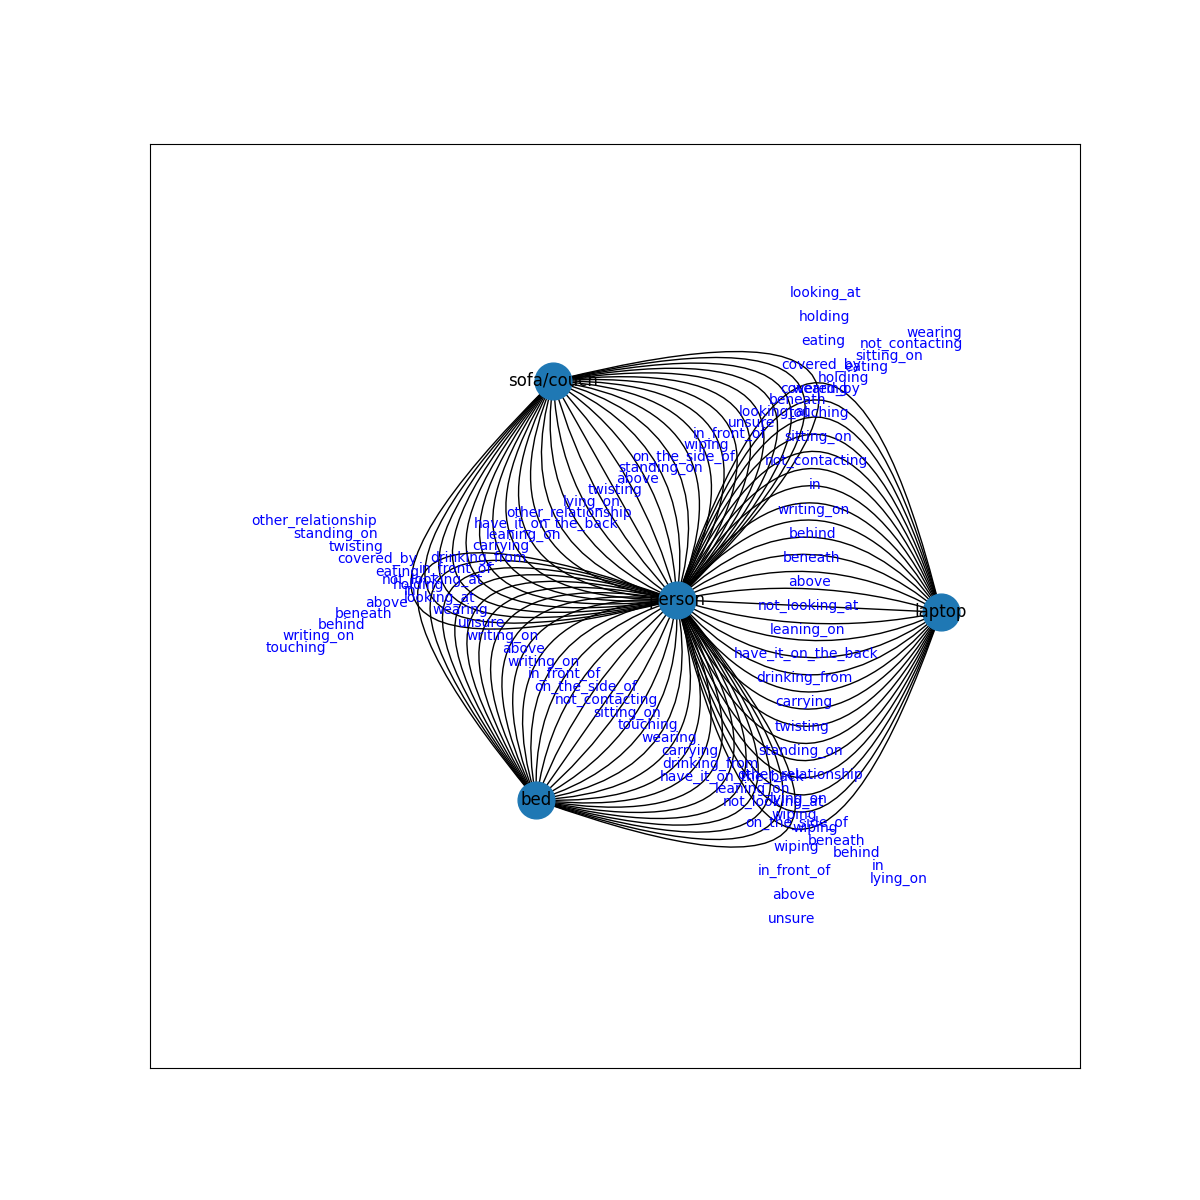 looking_at
holding
wearing
eating
not_contacting
sitting_on
covered_by
eating
holding
wearing
covered_by
beneath
looking_at
touching
unsure
in_front_of
sitting_on
wiping
on_the_side_of
not_contacting
standing_on
above
in
twisting
lying_on
writing_on
other_relationship
have_it_on_the_back
behind
leaning_on
carrying
drinking_from
beneath
in_front_of
not_looking_at
above
looking_at
not_looking_at
wearing
unsure
leaning_on
writing_on
above
have_it_on_the_back
writing_on
in_front_of
drinking_from
on_the_side_of
not_contacting
carrying
sitting_on
touching
twisting
wearing
carrying
standing_on
drinking_from
other_relationship
have_it_on_the_back
leaning_on
not_looking_at
lying_on
wiping
on_the_side_of
wiping
beneath
wiping
behind
in
in_front_of
lying_on
above
unsure
other_relationship
standing_on
twisting
covered_by
eating
holding
above
beneath
behind
writing_on
touching
sofa/couch
person
laptop
bed